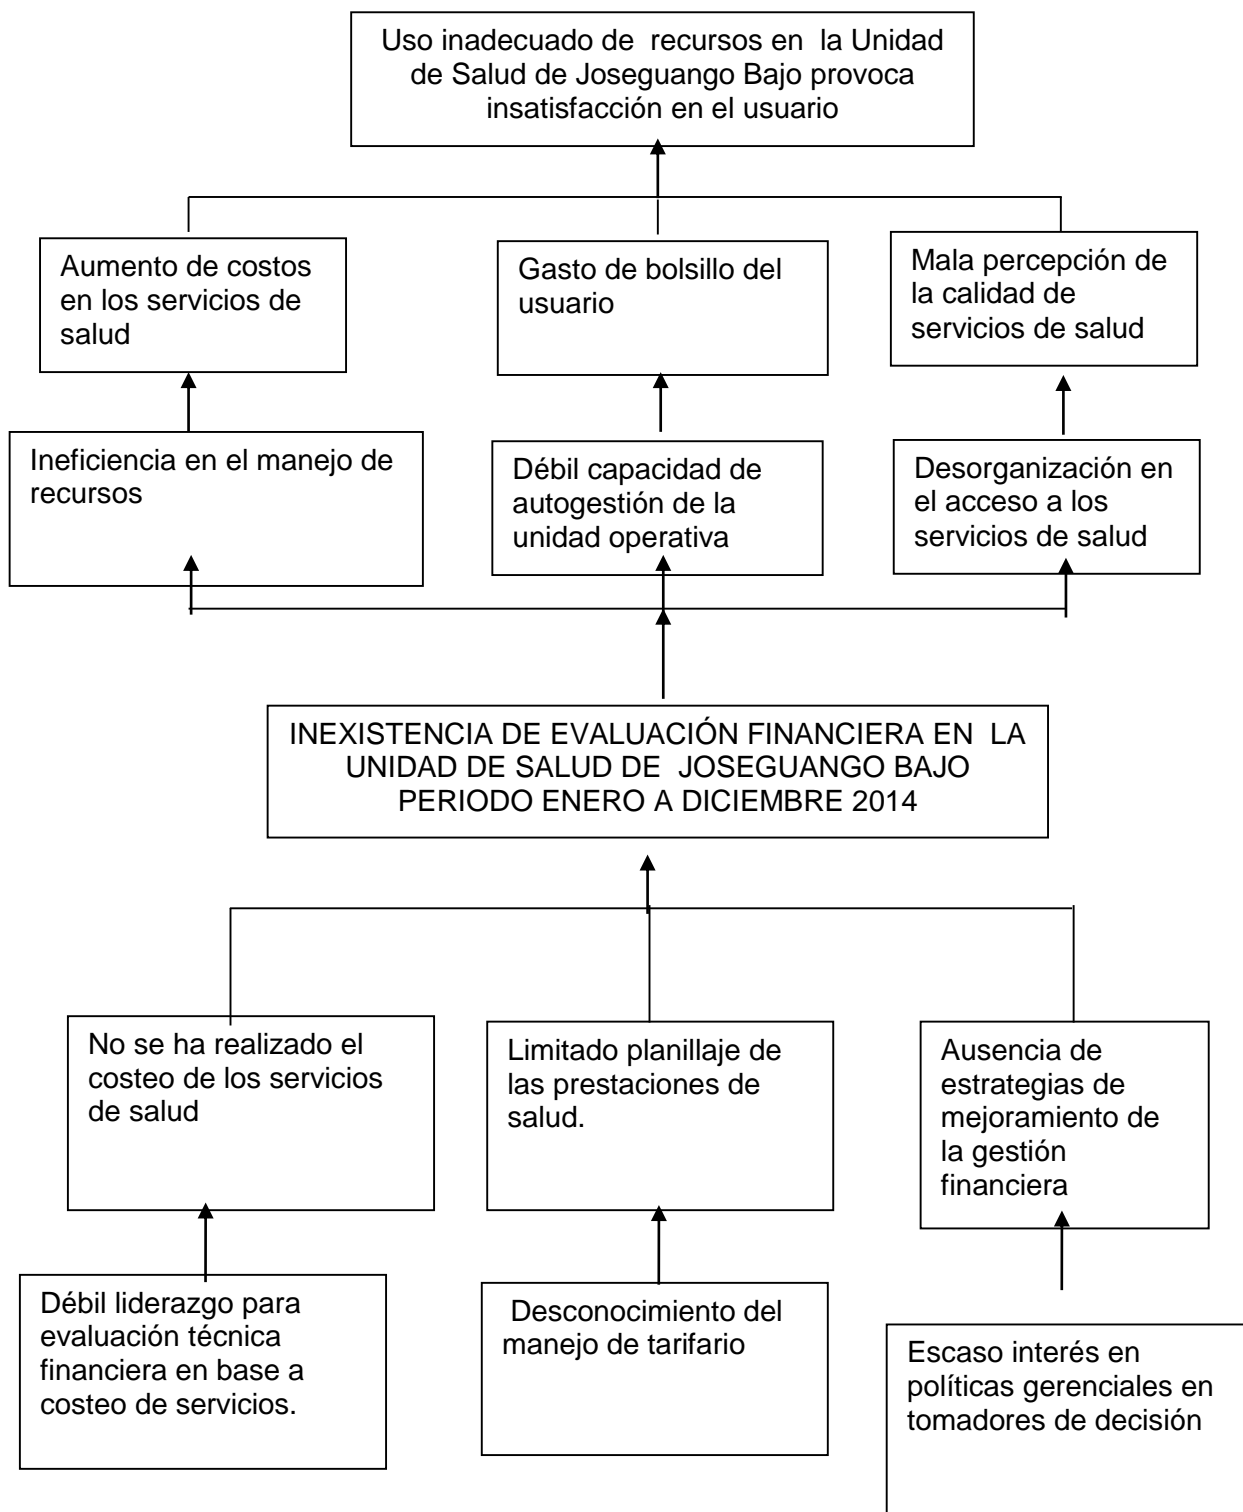 Uso inadecuado de recursos en la Unidad
de Salud de Joseguango Bajo provoca
insatisfacción en el usuario
Aumento de costos
en los servicios de
salud
Gasto de bolsillo del
usuario
Mala percepción de
la calidad de
servicios de salud
Ineficiencia en el manejo de
recursos
Débil capacidad de
autogestión de la
unidad operativa
Desorganización en
el acceso a los
servicios de salud
INEXISTENCIA DE EVALUACIÓN FINANCIERA EN LA
UNIDAD DE SALUD DE JOSEGUANGO BAJO
PERIODO ENERO A DICIEMBRE 2014
No se ha realizado el
costeo de los servicios
de salud
Limitado planillaje de
las prestaciones de
salud.
Ausencia de
estrategias de
mejoramiento de
la gestión
financiera
Débil liderazgo para
evaluación técnica
financiera en base a
costeo de servicios.
Desconocimiento del
manejo de tarifario
Escaso interés en
políticas gerenciales en
tomadores de decisión